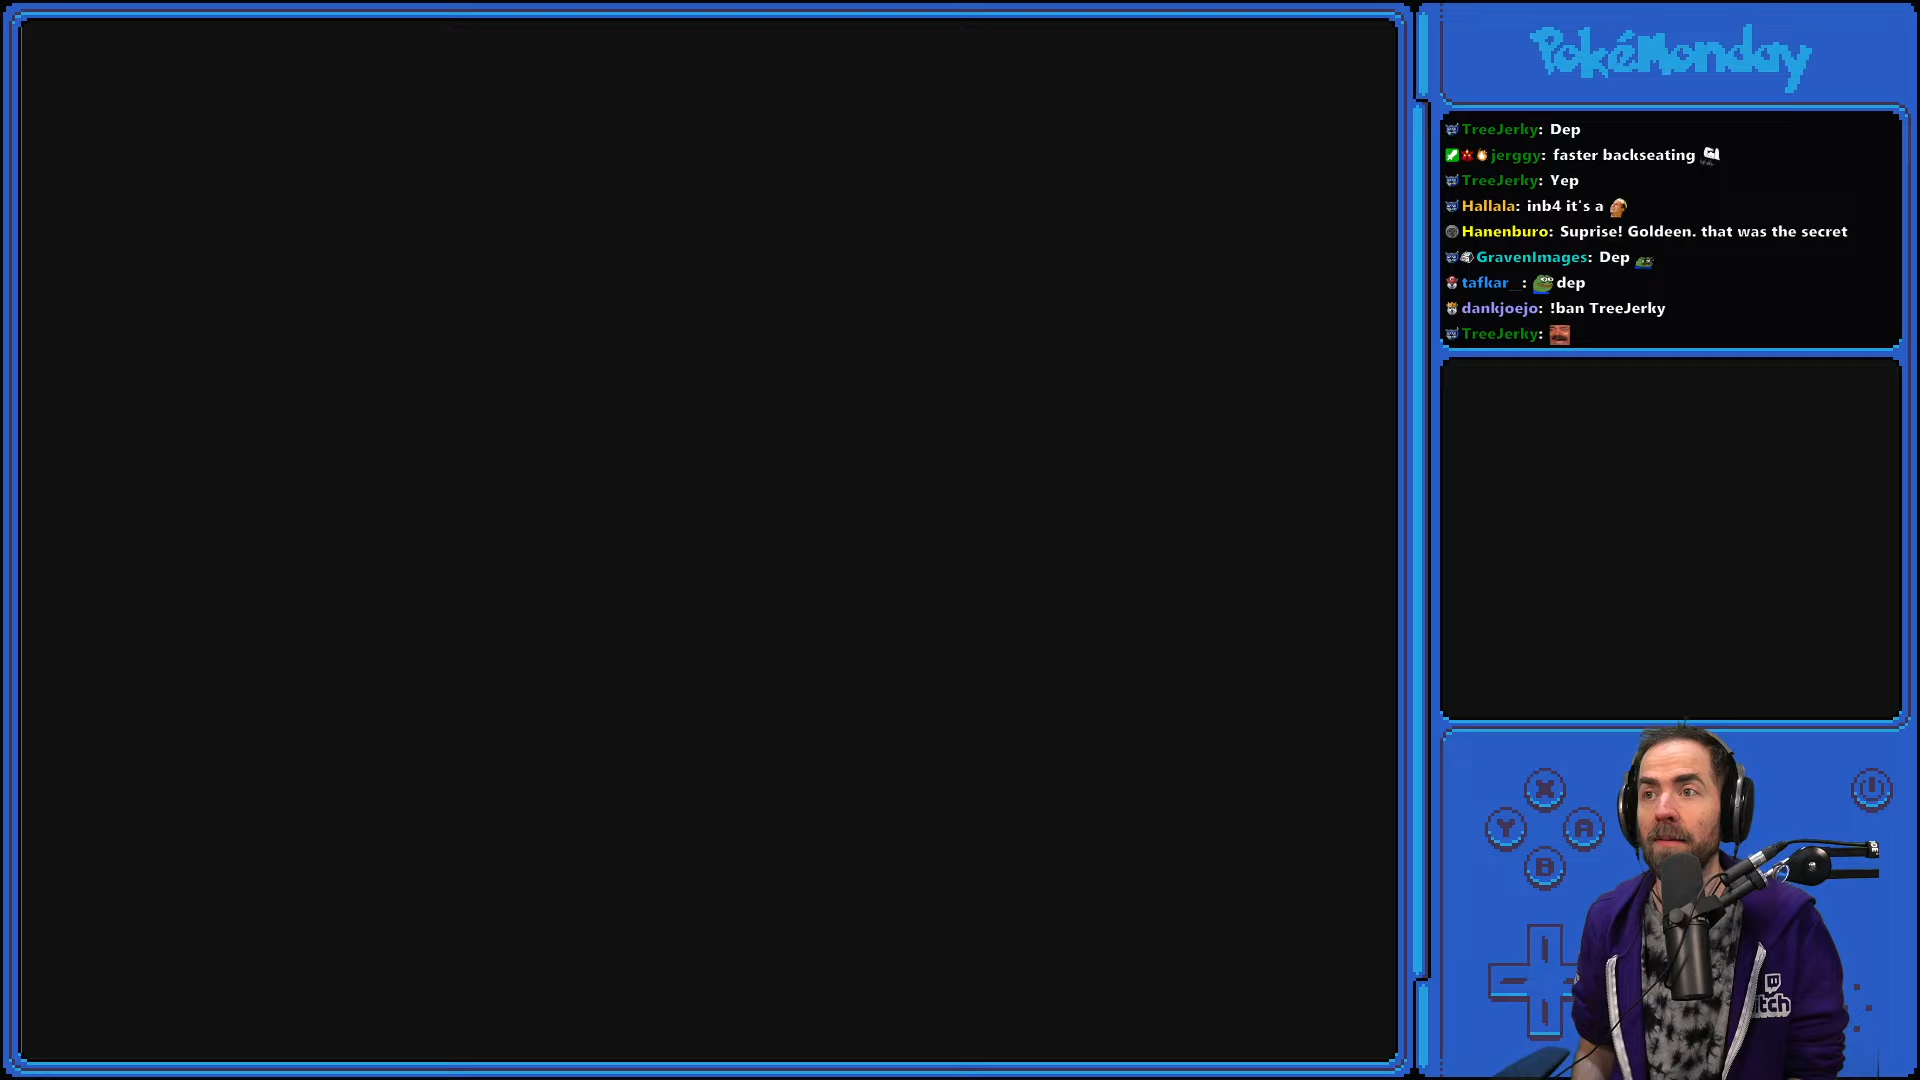 PokéMonday
TreeJerky: Dep
jerggy: faster backseating
TreeJerky: Yep
Hallala: inb4 it's a
Hanenburo: Suprise! Goldeen. that was the secret
GravenImages: Dep
tafkar_: dep
dankjoejo: !ban TreeJerky
TreeJerky:
X
Y A
B